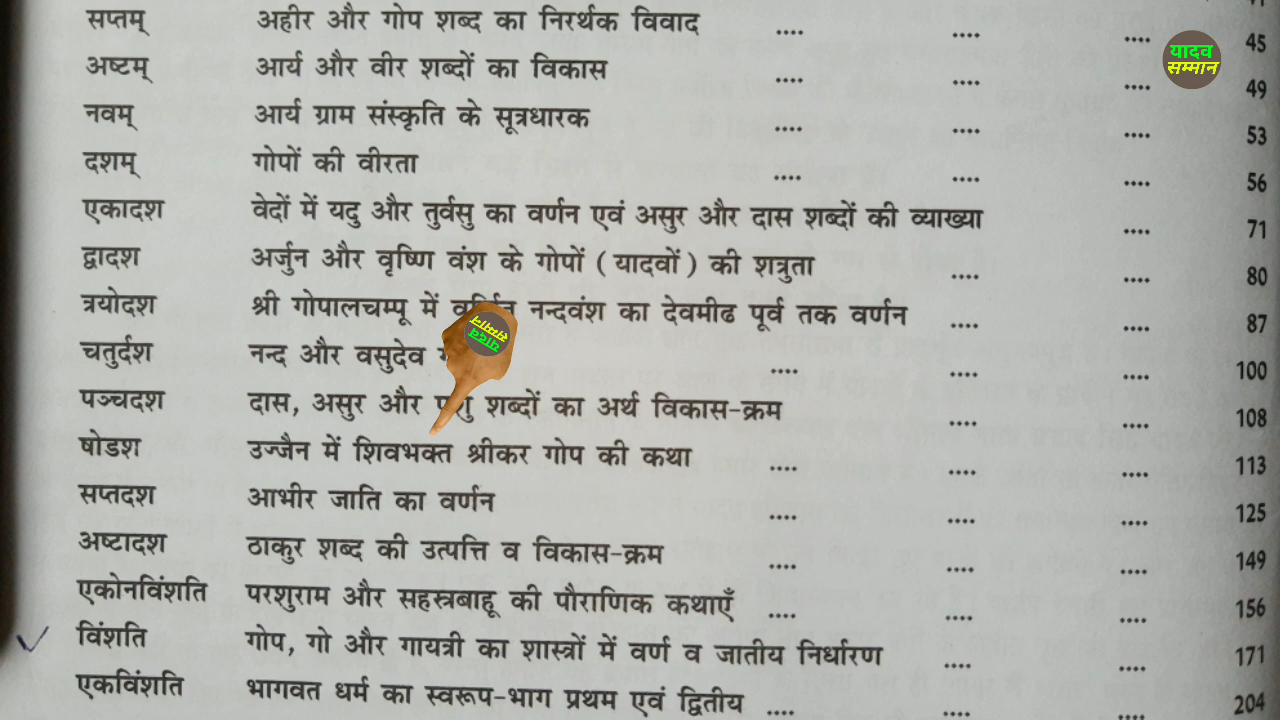 सप्तम् अहीर और गोप शब्द का निरर्थक विवाद .... .... .... 45
यादव
सम्मान
अष्टम् आर्य और वीर शब्दों का विकास .... .... .... 49
नवम् आर्य ग्राम संस्कृति के सूत्रधारक .... .... .... 53
दशम् गोपों की वीरता .... .... .... 56
एकादश वेदों में यदु और तुर्वसु का वर्णन एवं असुर और दास शब्दों की व्याख्या .... 71
द्वादश अर्जुन और वृष्णि वंश के गोपों ( यादवों ) की शत्रुता .... .... 80
त्रयोदश श्री गोपालचम्पू में वर्णित नन्दवंश का देवमीढ पूर्व तक वर्णन .... .... 87
यादव
सम्मान
चतुर्दश नन्द और वसुदेव .... .... .... 100
पञ्चदश दास, असुर और पशु शब्दों का अर्थ विकास-क्रम .... .... 108
षोडश उज्जैन में शिवभक्त श्रीकर गोप की कथा .... .... .... 113
सप्तदश आभीर जाति का वर्णन .... .... .... 125
अष्टादश ठाकुर शब्द की उत्पत्ति व विकास-क्रम .... .... .... 149
एकोनविंशति परशुराम और सहस्त्रबाहू की पौराणिक कथाएँ .... .... .... 156
विंशति गोप, गो और गायत्री का शास्त्रों में वर्ण व जातीय निर्धारण .... .... 171
एकविंशति भागवत धर्म का स्वरूप-भाग प्रथम एवं द्वितीय .... .... .... 204